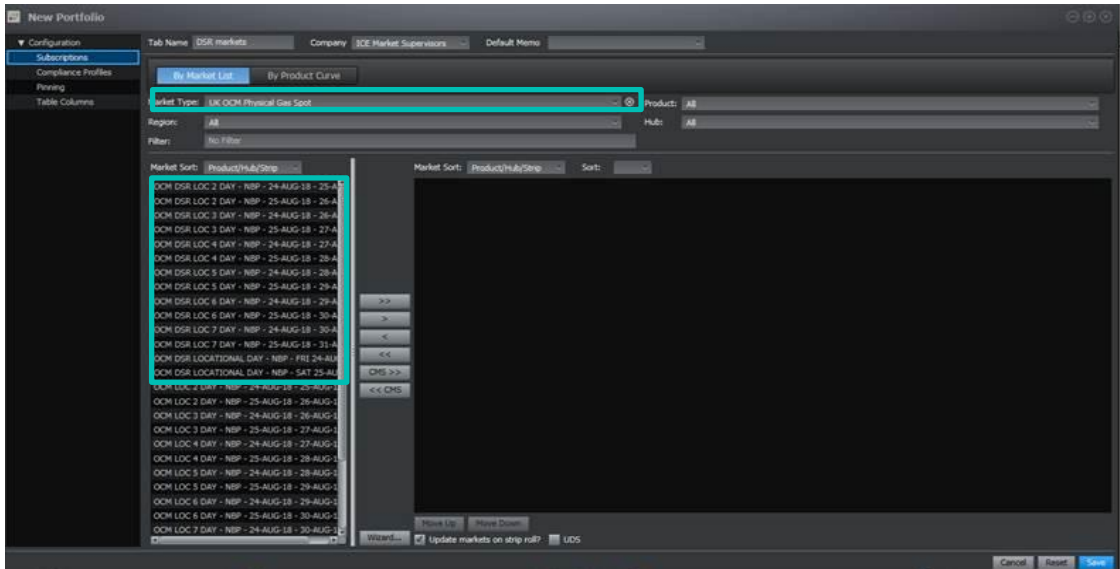 New Portfolio
Configuration
Subscriptions
Compliance Profiles
Pinning
Table Columns
Tab Name DSR markets Company ICE Market Supervisors Default Memo
By Market List By Product Curve
Market Type: UK OCM Physical Gas Spot Product: All
Region: All Hub: All
Filter: No Filter
Market Sort: Product/Hub/Strip Market Sort: Product/Hub/Strip Sort:
OCM DSR LOC 2 DAY - NBP - 24-AUG-18 - 25-A
OCM DSR LOC 2 DAY - NBP - 25-AUG-18 - 26-A
OCM DSR LOC 3 DAY - NBP - 24-AUG-18 - 26-A
OCM DSR LOC 3 DAY - NBP - 25-AUG-18 - 27-A
OCM DSR LOC 4 DAY - NBP - 24-AUG-18 - 27-A
OCM DSR LOC 4 DAY - NBP - 25-AUG-18 - 28-A
OCM DSR LOC 5 DAY - NBP - 24-AUG-18 - 28-A
OCM DSR LOC 5 DAY - NBP - 25-AUG-18 - 29-A
OCM DSR LOC 6 DAY - NBP - 24-AUG-18 - 29-A
OCM DSR LOC 6 DAY - NBP - 25-AUG-18 - 30-A
OCM DSR LOC 7 DAY - NBP - 24-AUG-18 - 30-A
OCM DSR LOC 7 DAY - NBP - 25-AUG-18 - 31-A
OCM DSR LOCATIONAL DAY - NBP - FRI 24-AU
OCM DSR LOCATIONAL DAY - NBP - SAT 25-AU
OCM LOC 2 DAY - NBP - 24-AUG-18 - 25-AUG-1
OCM LOC 2 DAY - NBP - 25-AUG-18 - 26-AUG-1
OCM LOC 3 DAY - NBP - 24-AUG-18 - 26-AUG-1
OCM LOC 3 DAY - NBP - 25-AUG-18 - 27-AUG-1
OCM LOC 4 DAY - NBP - 24-AUG-18 - 27-AUG-1
OCM LOC 4 DAY - NBP - 25-AUG-18 - 28-AUG-1
OCM LOC 5 DAY - NBP - 24-AUG-18 - 28-AUG-1
OCM LOC 5 DAY - NBP - 25-AUG-18 - 29-AUG-1
OCM LOC 6 DAY - NBP - 24-AUG-18 - 29-AUG-1
OCM LOC 6 DAY - NBP - 25-AUG-18 - 30-AUG-1
OCM LOC 7 DAY - NBP - 24-AUG-18 - 30-AUG-1
>>
>
<
<<
CMS >>
<< CMS
Move Up Move Down
Wizard... Update markets on strip roll? UDS
Cancel Reset Save